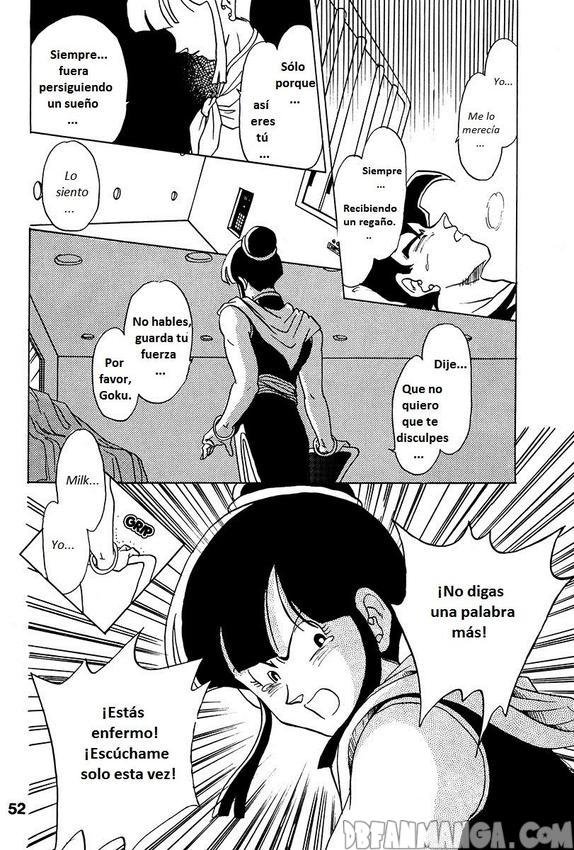 Siempre...
fuera
persiguiendo
un sueño
...
Sólo
porque
...
así
eres
tú
...
Yo...
Me lo
merecía
...
Siempre
...
Recibiendo
un regaño.
..
Lo
siento
...
No hables,
guarda tu
fuerza
...
Por
favor,
Goku.
Dije...
Que no
quiero
que te
disculpes
...
Milk...
Yo...
GRIP
¡No digas
una palabra
más!
¡Estás
enfermo!
¡Escúchame
solo esta vez!
52
DBFANMANGA.COM